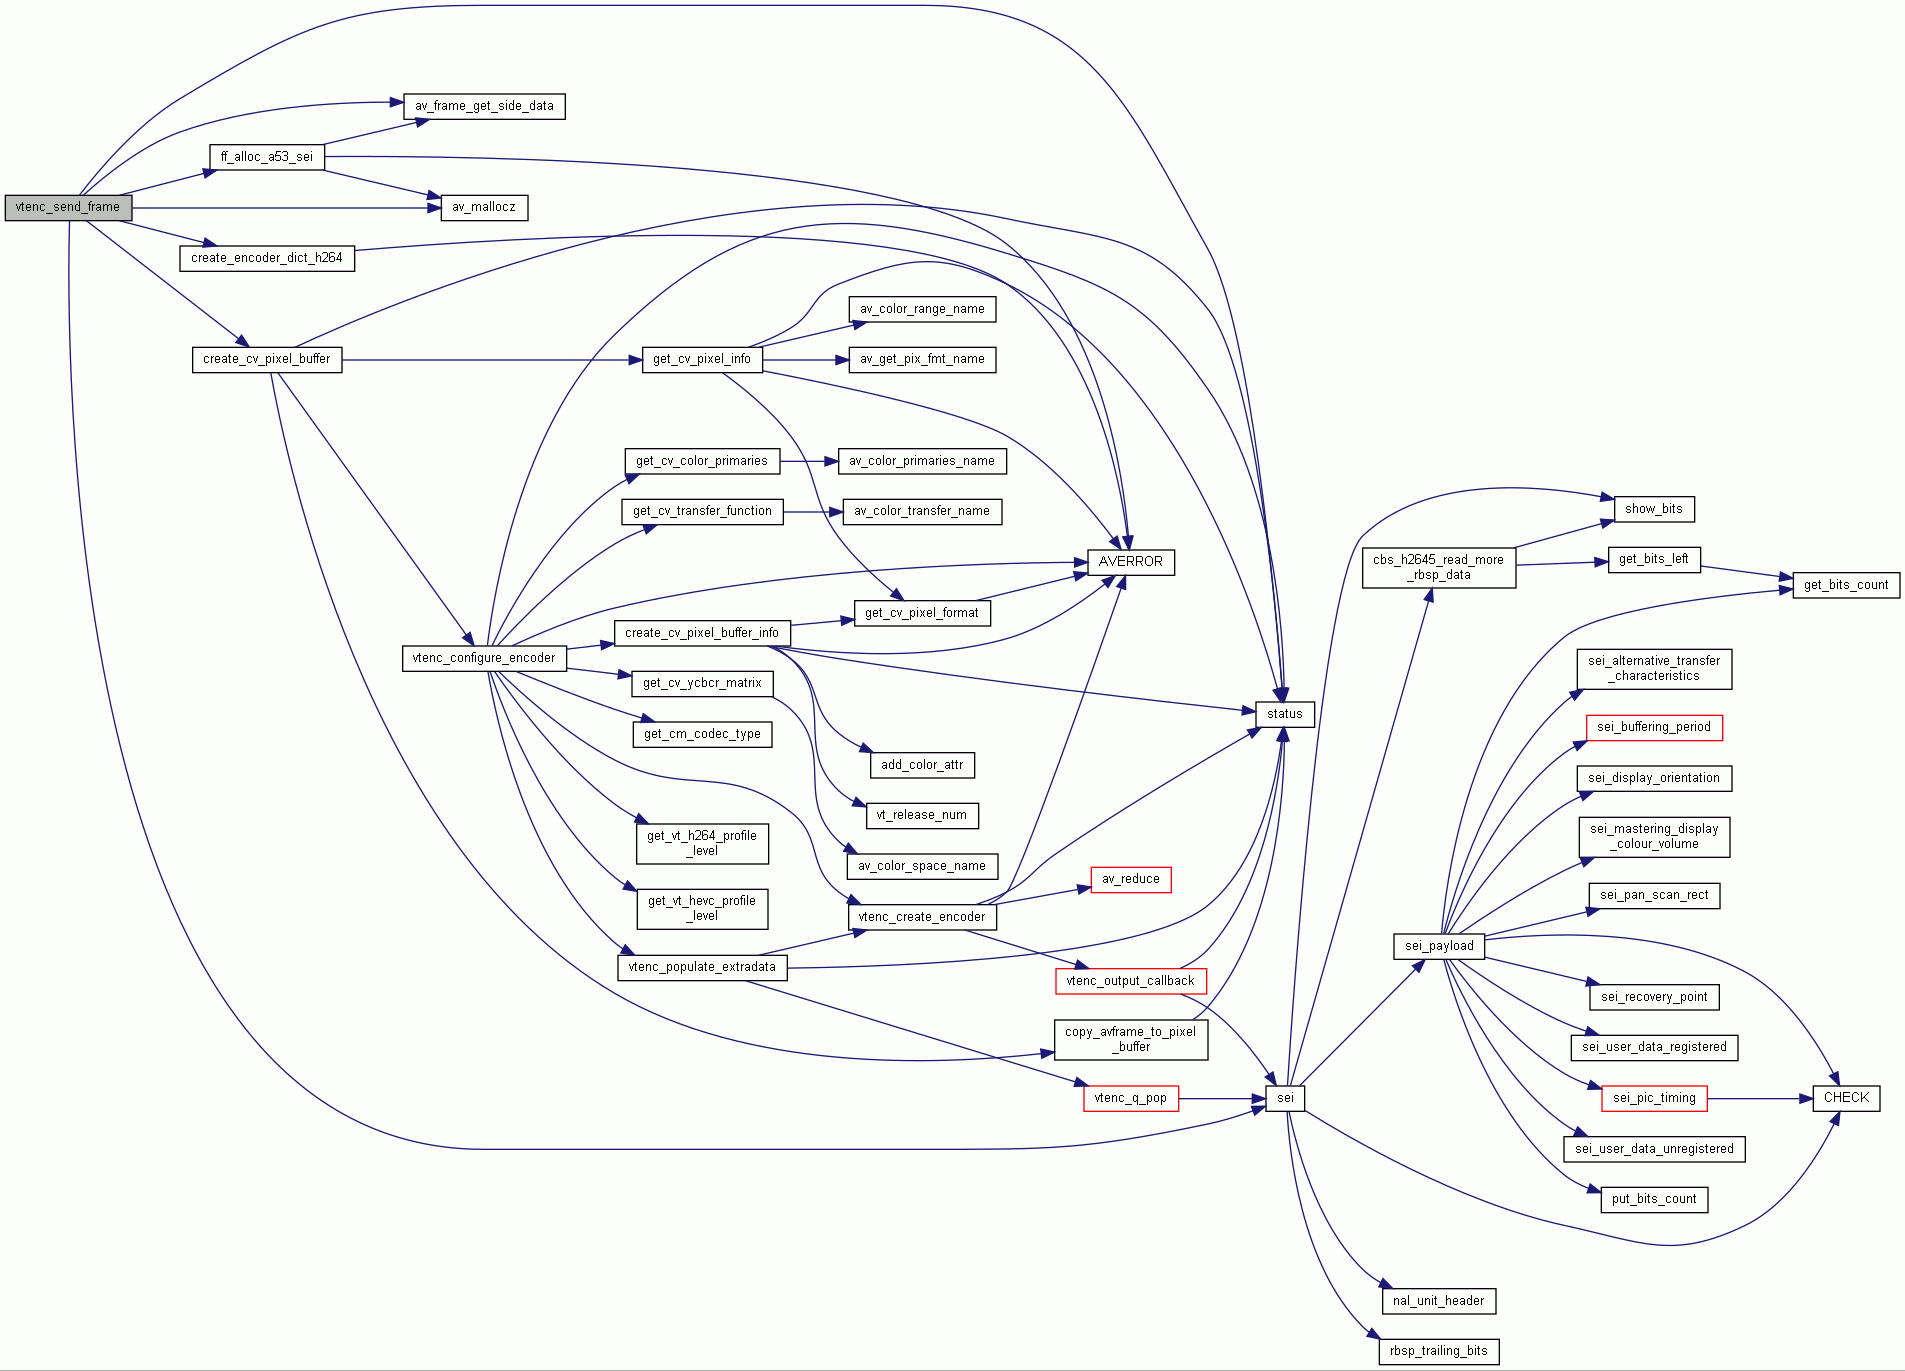 av_frame_get_side_data
ff_alloc_a53_sei
vtenc_send_frame
av_mallocz
create_encoder_dict_h264
av_color_range_name
create_cv_pixel_buffer
get_cv_pixel_info
av_get_pix_fmt_name
get_cv_color_primaries
av_color_primaries_name
get_cv_transfer_function
av_color_transfer_name
show_bits
AVERROR
cbs_h2645_read_more
_rbsp_data
get_bits_left
get_bits_count
get_cv_pixel_format
create_cv_pixel_buffer_info
vtenc_configure_encoder
get_cv_ycbcr_matrix
sei_alternative_transfer
_characteristics
status
get_cm_codec_type
sei_buffering_period
add_color_attr
sei_display_orientation
vt_release_num
get_vt_h264_profile
_level
sei_mastering_display
_colour_volume
av_color_space_name
av_reduce
get_vt_hevc_profile
_level
sei_pan_scan_rect
vtenc_create_encoder
sei_payload
vtenc_populate_extradata
vtenc_output_callback
sei_recovery_point
copy_avframe_to_pixel
_buffer
sei_user_data_registered
vtenc_q_pop
sei
sei_pic_timing
CHECK
sei_user_data_unregistered
put_bits_count
nal_unit_header
rbsp_trailing_bits